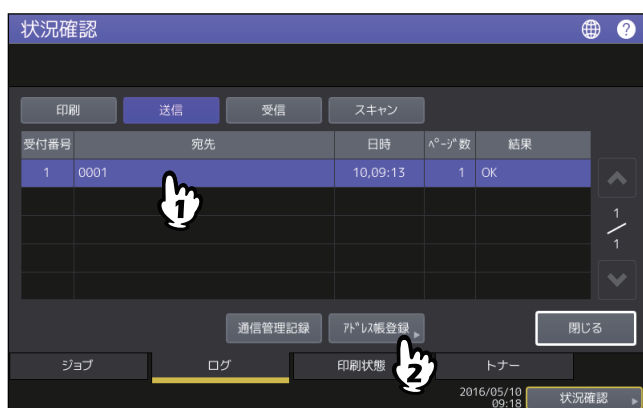 状況確認 ?
印刷 送信 受信 スキャン
受付番号 宛先 日時 ﾍﾟｰｼﾞ数 結果
1 0001 10,09:13 1 OK
1
1
1
通信管理記録 ｱﾄﾞﾚｽ帳登録 閉じる
2
ジョブ ログ 印刷状態 トナー
2016/05/10
09:18 状況確認